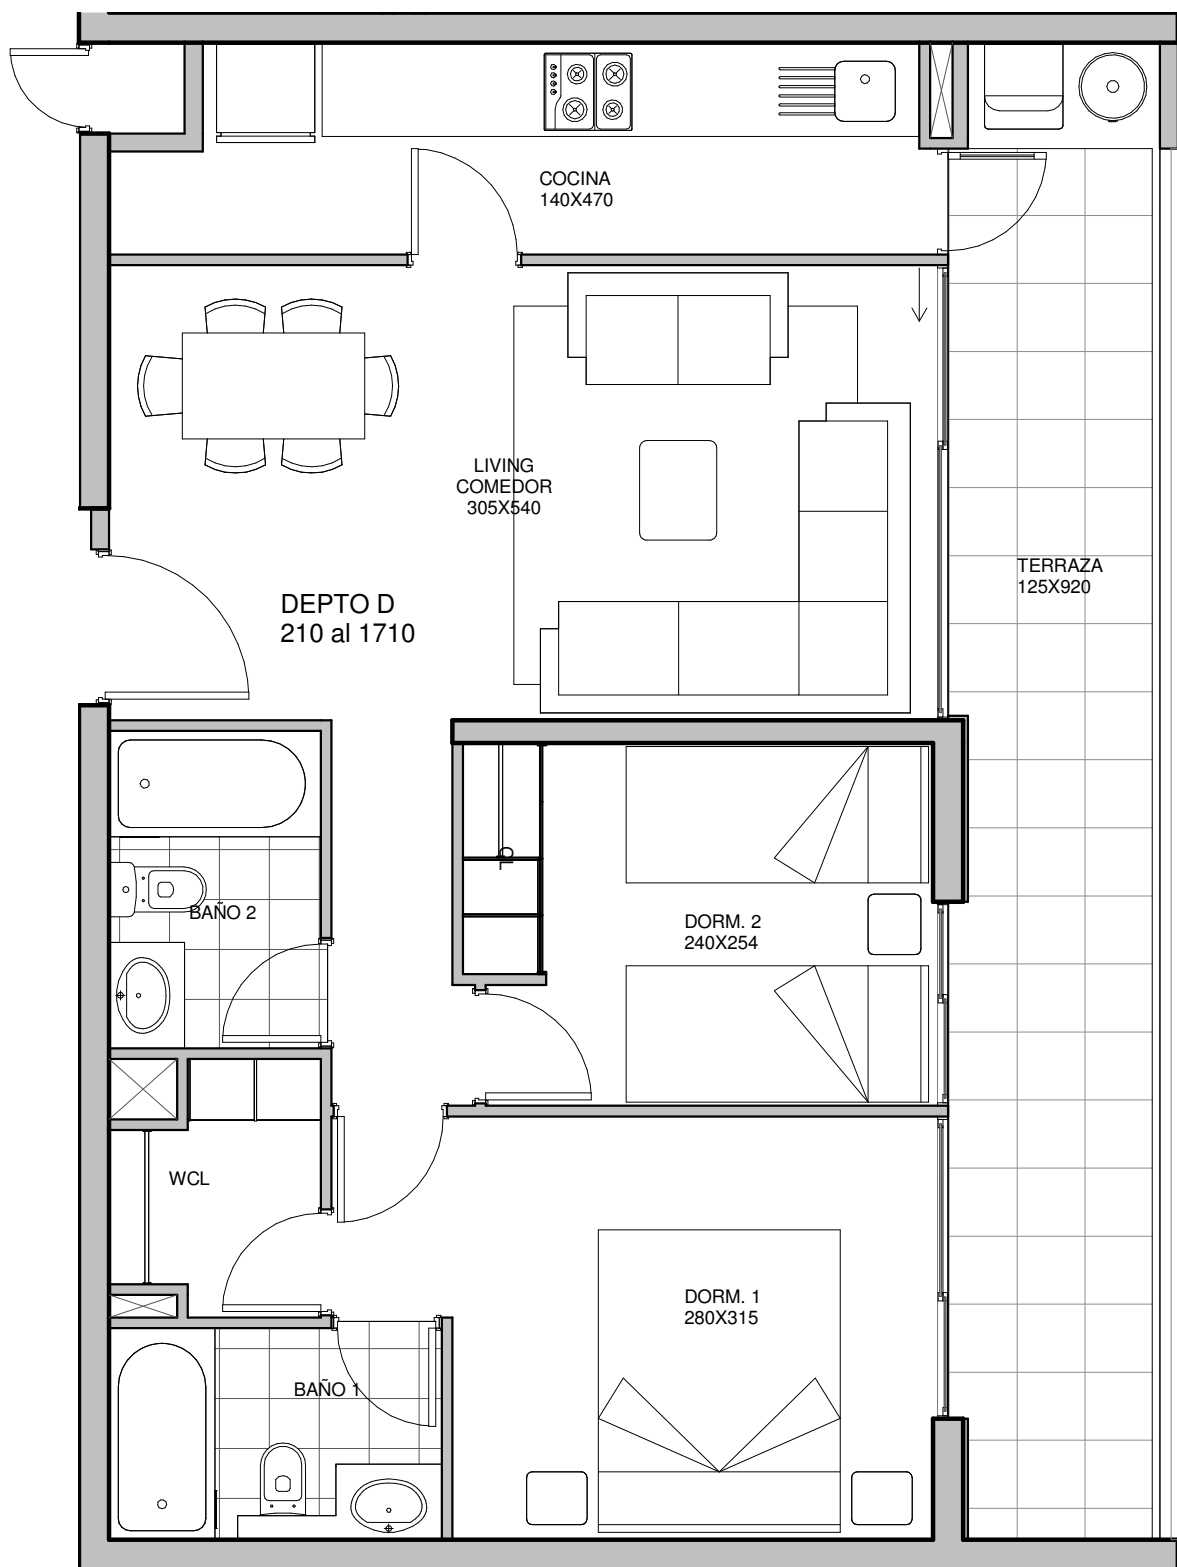 COCINA
140X470
LIVING
COMEDOR
305X540
TERRAZA
125X920
DEPTO D
210 al 1710
BAÑO 2
DORM. 2
240X254
WCL
DORM. 1
280X315
BAÑO 1